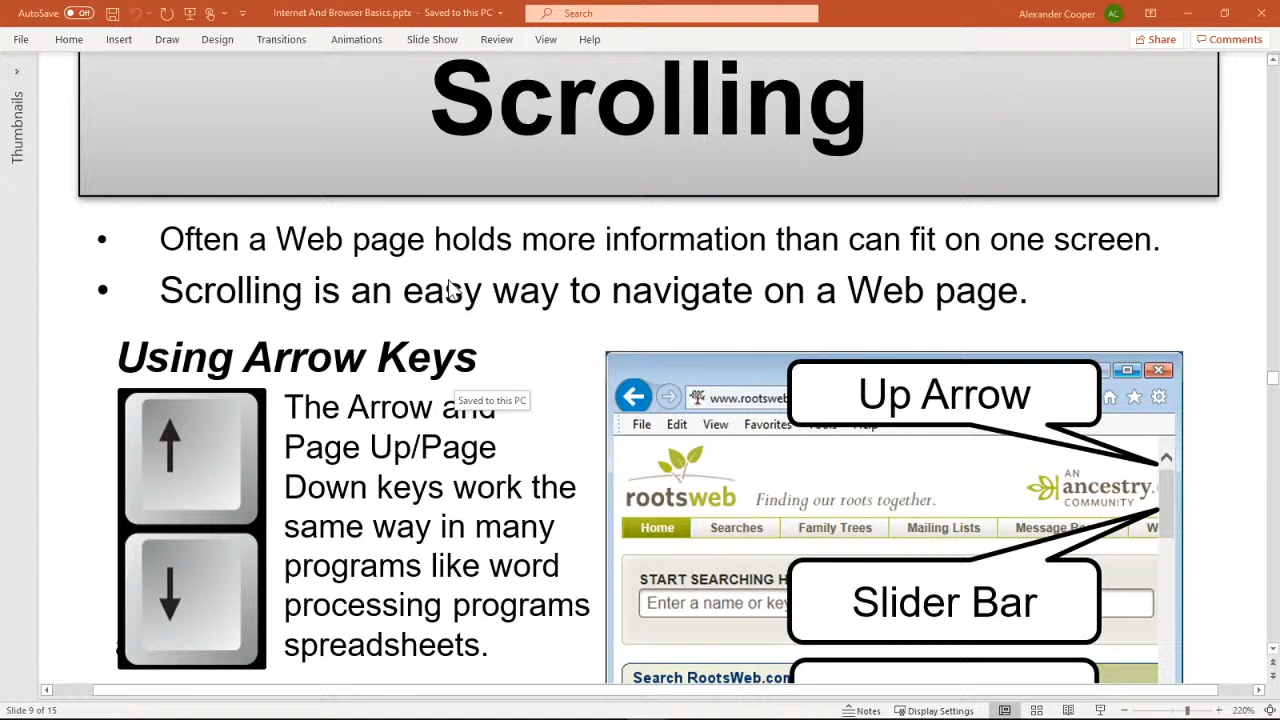 AutoSave Off Internet And Browser Basics.pptx - Saved to this PC Search Alexander Cooper AC
File Home Insert Draw Design Transitions Animations Slide Show Review View Help Share Comments
Thumbnails
Scrolling
• Often a Web page holds more information than can fit on one screen.
• Scrolling is an easy way to navigate on a Web page.
Using Arrow Keys
The Arrow and
Page Up/Page
Down keys work the
same way in many
programs like word
processing programs
spreadsheets.
Saved to this PC
Up Arrow
www.rootsweb
File Edit View Favorites Help
rootsweb Finding our roots together.
AN
ancestry.
COMMUNITY
Home Searches Family Trees Mailing Lists Message
START SEARCHING
Enter a name or
Slider Bar
Search RootsWeb.com
Slide 9 of 15 Notes Display Settings 220%